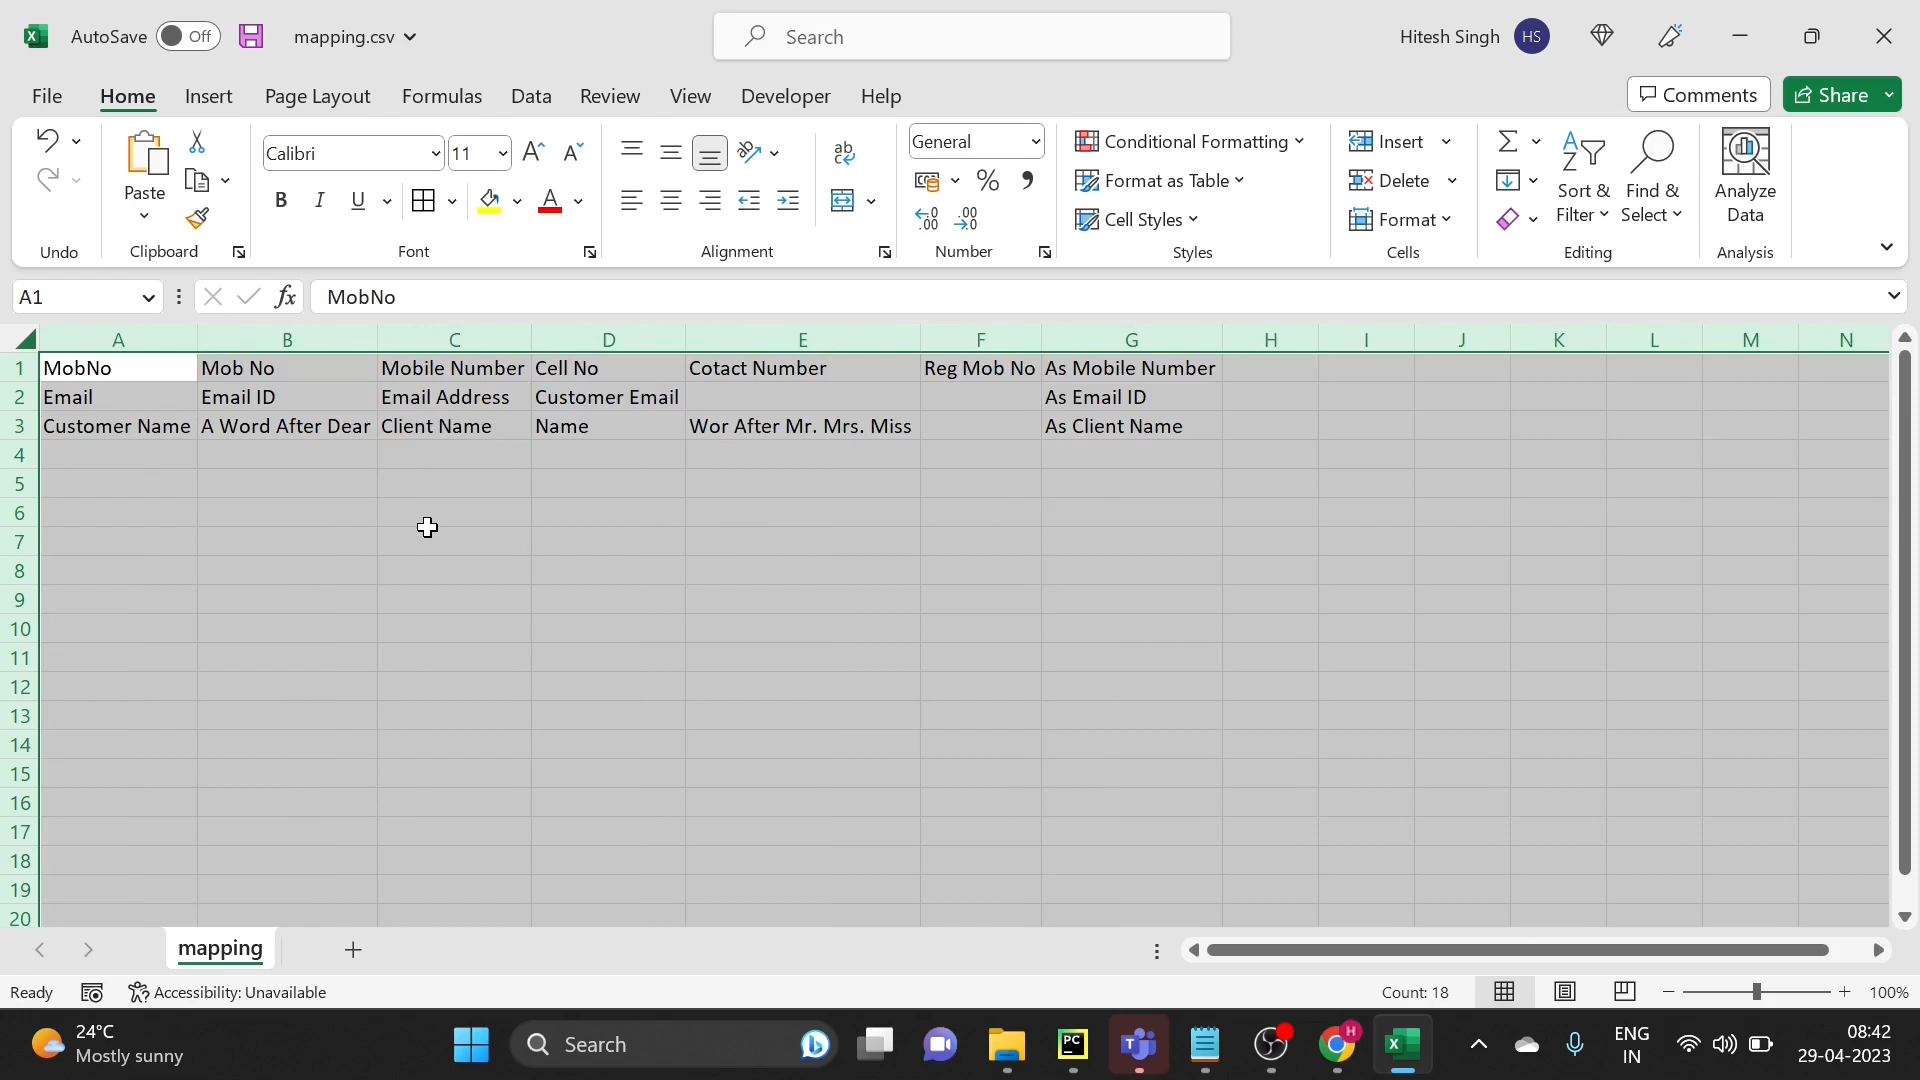 AutoSave Off mapping.csv Search Hitesh Singh HS
File Home Insert Page Layout Formulas Data Review View Developer Help Comments Share
Calibri 11 General Conditional Formatting Insert
Paste Format as Table Delete Sort & Find & Analyze
B I U Cell Styles Format Filter Select Data
Undo Clipboard Font Alignment Number Styles Cells Editing Analysis
A1 fx MobNo
A B C D E F G H I J K L M N
1 MobNo Mob No Mobile Number Cell No Cotact Number Reg Mob No As Mobile Number
2 Email Email ID Email Address Customer Email As Email ID
3 Customer Name A Word After Dear Client Name Name Wor After Mr. Mrs. Miss As Client Name
4
5
6
7
8
9
10
11
12
13
14
15
16
17
18
19
20
mapping
Ready Accessibility: Unavailable Count: 18 100%
24°C
Mostly sunny
Search
ENG
IN
08:42
29-04-2023